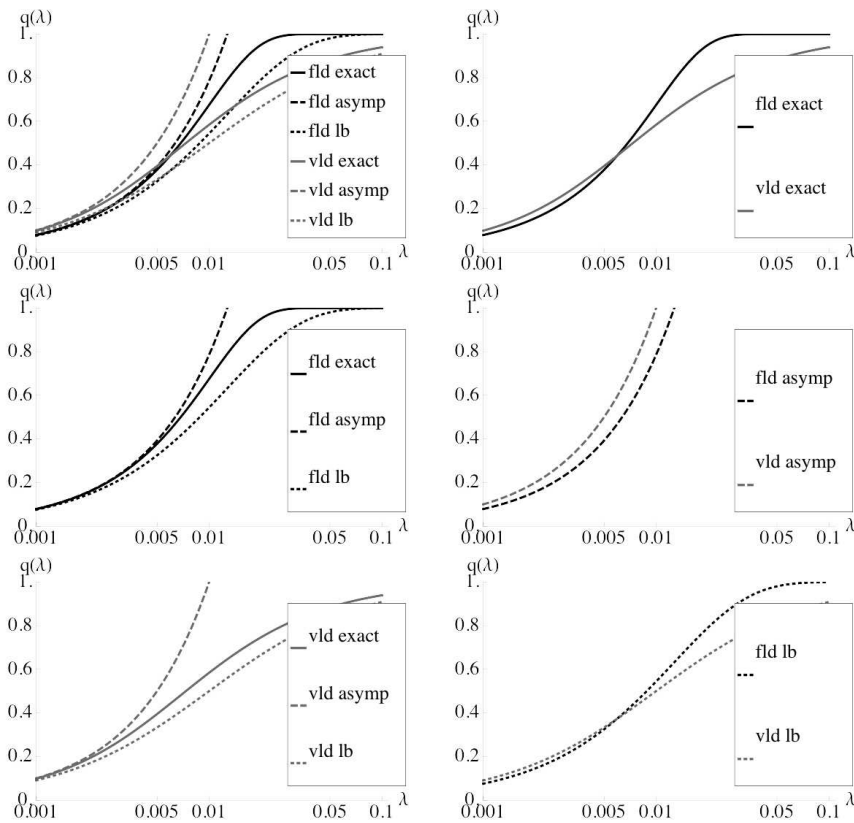 q(λ)
1.
0.8
0.6
0.4
0.2
0.
0.001
0.005
0.01
0.05
0.1
λ
fld exact
fld asymp
fld lb
vld exact
vld asymp
vld lb
q(λ)
1.
0.8
0.6
0.4
0.2
0.
0.001
0.005
0.01
0.05
0.1
λ
fld exact
vld exact
q(λ)
1.
0.8
0.6
0.4
0.2
0.
0.001
0.005
0.01
0.05
0.1
λ
fld exact
fld asymp
fld lb
q(λ)
1.
0.8
0.6
0.4
0.2
0.
0.001
0.005
0.01
0.05
0.1
λ
fld asymp
vld asymp
q(λ)
1.
0.8
0.6
0.4
0.2
0.
0.001
0.005
0.01
0.05
0.1
λ
vld exact
vld asymp
vld lb
q(λ)
1.
0.8
0.6
0.4
0.2
0.
0.001
0.005
0.01
0.05
0.1
λ
fld lb
vld lb